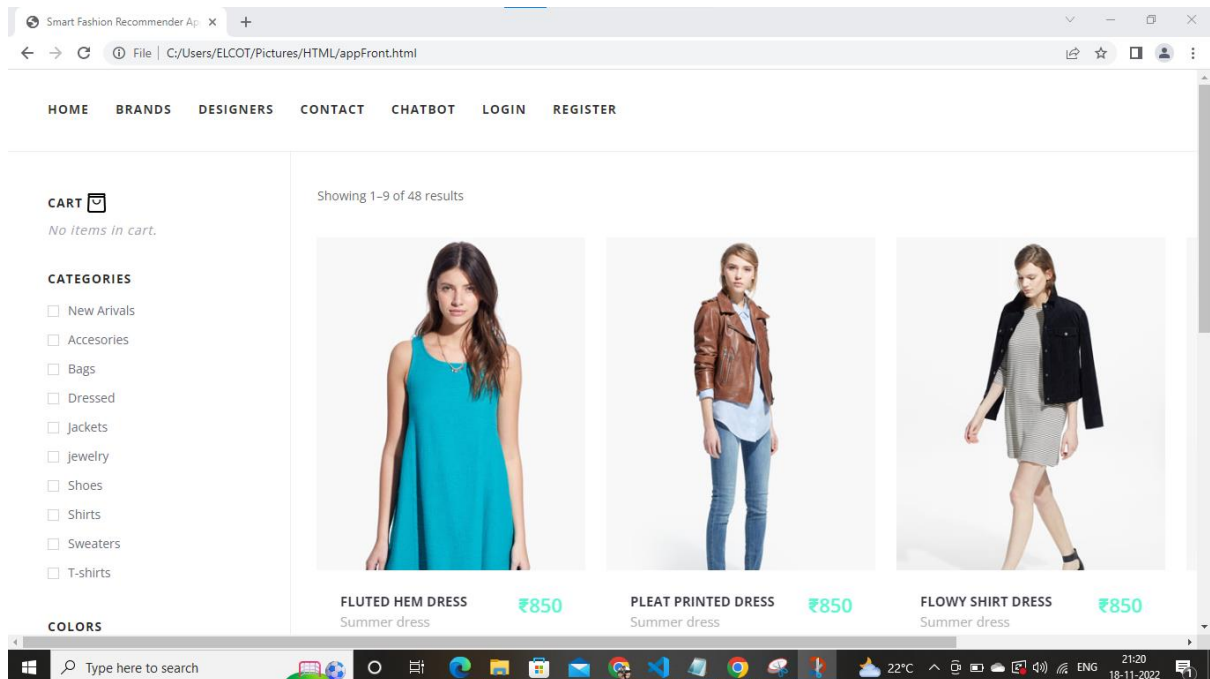 Smart Fashion Recommender Ap
File | C:/Users/ELCOT/Pictures/HTML/appFront.html
HOME BRANDS DESIGNERS CONTACT CHATBOT LOGIN REGISTER
CART
No items in cart.
CATEGORIES
New Arivals
Accesories
Bags
Dressed
Jackets
jewelry
Shoes
Shirts
Sweaters
T-shirts
COLORS
Showing 1–9 of 48 results
FLUTED HEM DRESS ₹850
Summer dress
PLEAT PRINTED DRESS ₹850
Summer dress
FLOWY SHIRT DRESS ₹850
Summer dress
Type here to search
22°C
ENG
21:20
18-11-2022